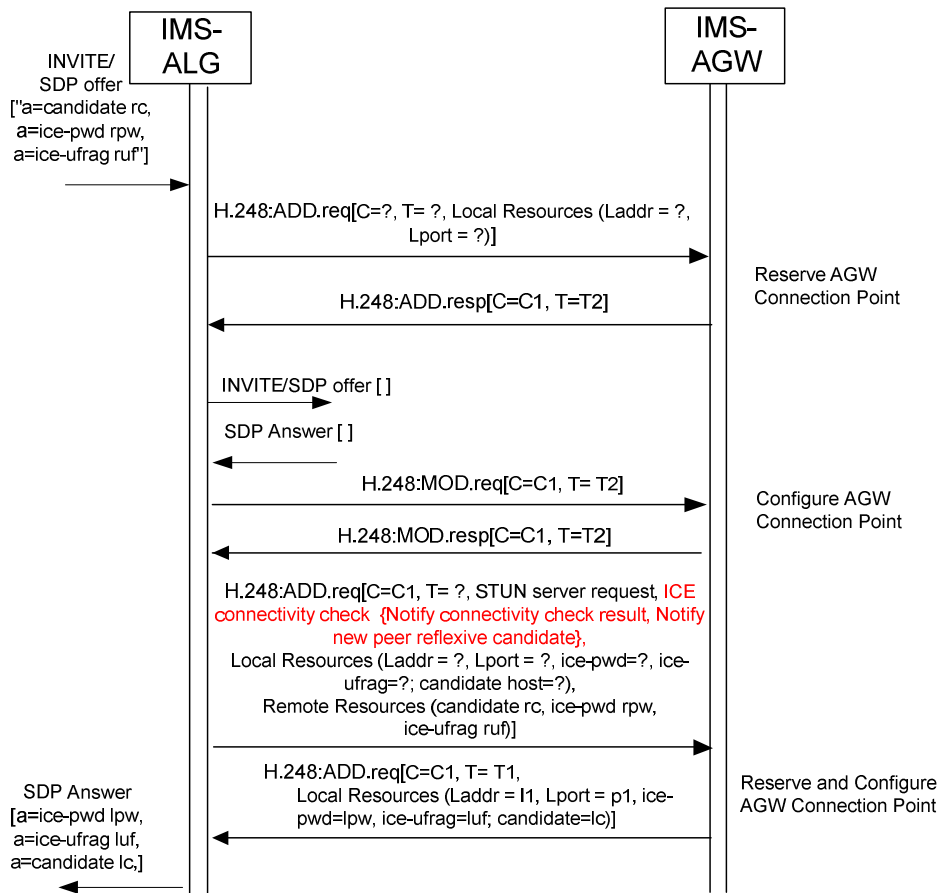 IMS-
ALG
IMS-
AGW
INVITE/
SDP offer
["a=candidate rc,
a=ice-pwd rpw,
a=ice-ufrag ruf"]
H.248:ADD.req[C=?, T= ?, Local Resources (Laddr = ?,
Lport = ?)]
Reserve AGW
Connection Point
H.248:ADD.resp[C=C1, T=T2]
INVITE/SDP offer [ ]
SDP Answer [ ]
H.248:MOD.req[C=C1, T= T2]
Configure AGW
Connection Point
H.248:MOD.resp[C=C1, T=T2]
H.248:ADD.req[C=C1, T= ?, STUN server request, ICE
connectivity check {Notify connectivity check result, Notify
new peer reflexive candidate},
Local Resources (Laddr = ?, Lport = ?, ice-pwd=?, ice-
ufrag=?; candidate host=?),
Remote Resources (candidate rc, ice-pwd rpw,
ice-ufrag ruf)]
H.248:ADD.req[C=C1, T= T1,
Local Resources (Laddr = l1, Lport = p1, ice-
pwd=lpw, ice-ufrag=luf; candidate=lc)]
Reserve and Configure
AGW Connection Point
SDP Answer
[a=ice-pwd lpw,
a=ice-ufrag luf,
a=candidate lc,]